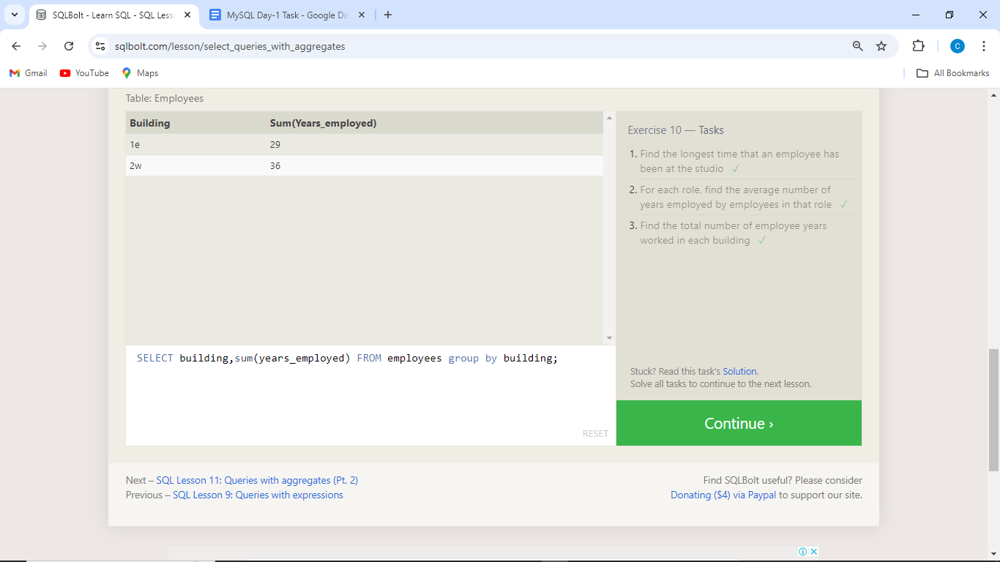 SQLBolt - Learn SQL - SQL Less
MySQL Day-1 Task - Google Do
sqlbolt.com/lesson/select_queries_with_aggregates
C
Gmail YouTube Maps All Bookmarks
Table: Employees
Building Sum(Years_employed)
1e 29
2w 36
SELECT building,sum(years_employed) FROM employees group by building;
RESET
Exercise 10 — Tasks
1. Find the longest time that an employee has
been at the studio ✓
2. For each role, find the average number of
years employed by employees in that role ✓
3. Find the total number of employee years
worked in each building ✓
Stuck? Read this task's Solution.
Solve all tasks to continue to the next lesson.
Continue ›
Next – SQL Lesson 11: Queries with aggregates (Pt. 2)
Previous – SQL Lesson 9: Queries with expressions
Find SQLBolt useful? Please consider
Donating ($4) via Paypal to support our site.